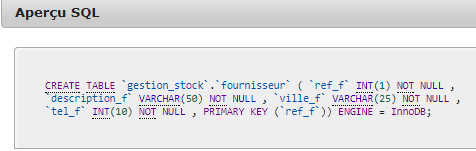 Aperçu SQL
CREATE TABLE `gestion_stock`.`fournisseur` ( `ref_f` INT(1) NOT NULL ,
`description_f` VARCHAR(50) NOT NULL , `ville_f` VARCHAR(25) NOT NULL ,
`tel_f` INT(10) NOT NULL , PRIMARY KEY (`ref_f`)) ENGINE = InnoDB;